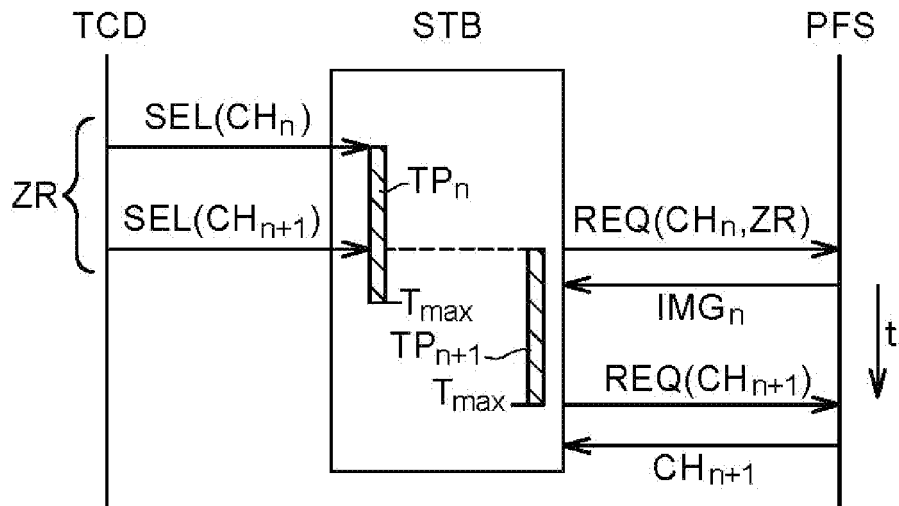 TCD STB PFS
SEL(CHₙ)
TPₙ
ZR
SEL(CHₙ₊₁)
REQ(CHₙ,ZR)
Tₘₐₓ
IMGₙ
t
TPₙ₊₁
REQ(CHₙ₊₁)
Tₘₐₓ
CHₙ₊₁